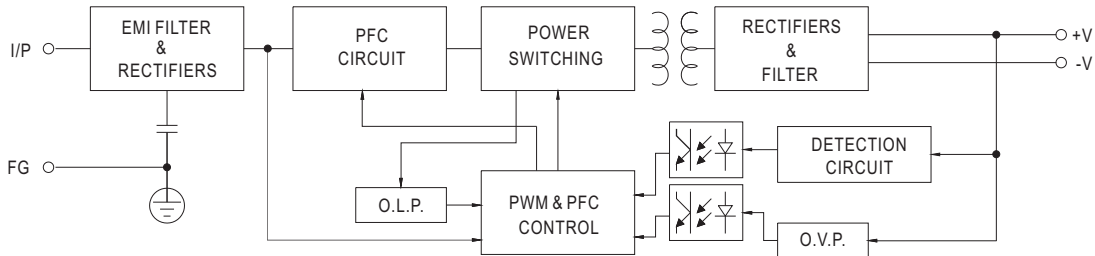 I/P
EMI FILTER
&
RECTIFIERS
PFC
CIRCUIT
POWER
SWITCHING
RECTIFIERS
&
FILTER
+V
-V
FG
DETECTION
CIRCUIT
O.L.P.
PWM & PFC
CONTROL
O.V.P.